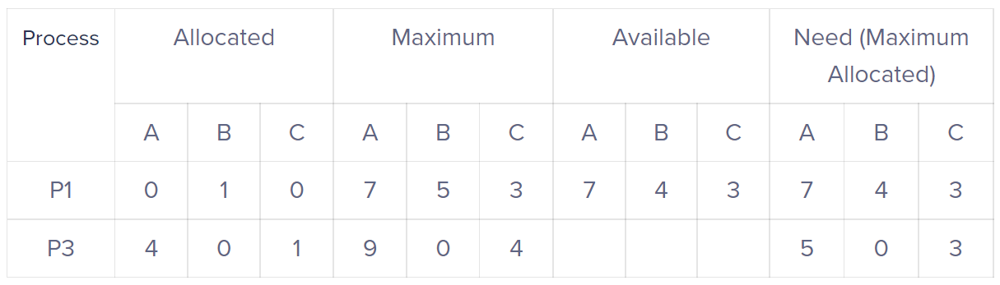 Process Allocated Maximum Available Need (Maximum
Allocated)
A B C A B C A B C A B C
P1 0 1 0 7 5 3 7 4 3 7 4 3
P3 4 0 1 9 0 4 5 0 3